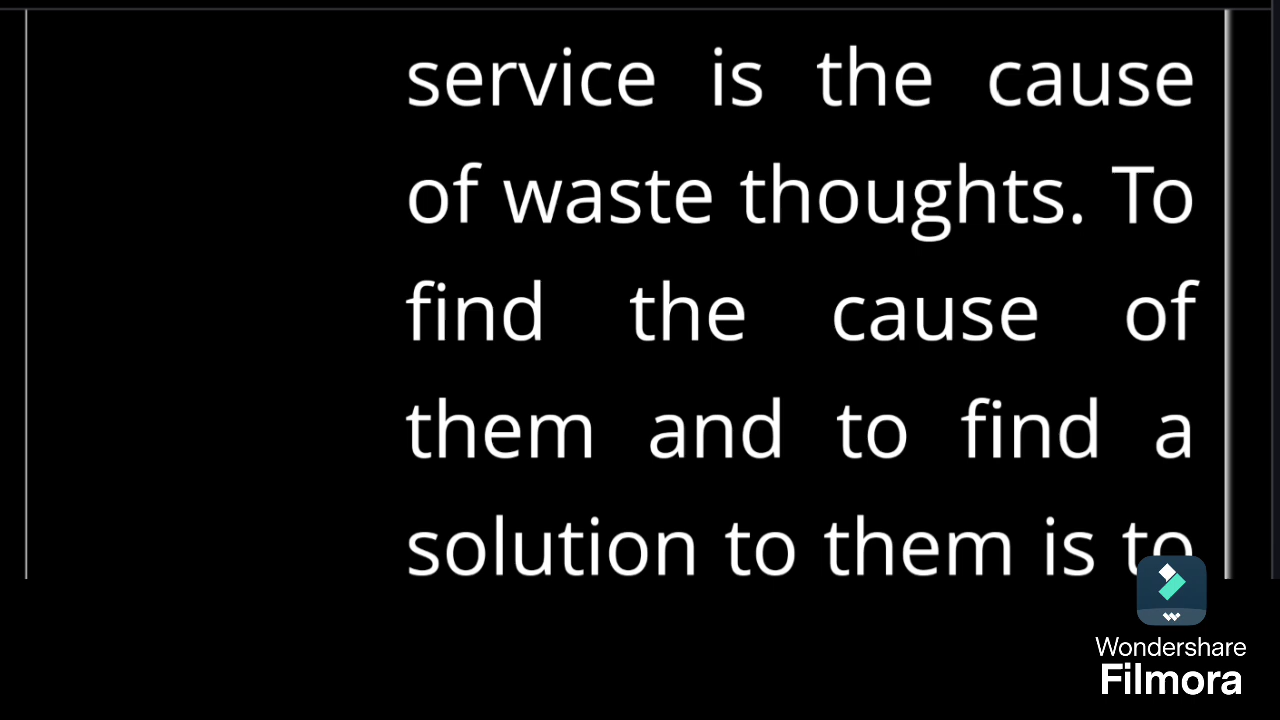 service is the cause
of waste thoughts. To
find the cause of
them and to find a
solution to them is to
Wondershare
Filmora